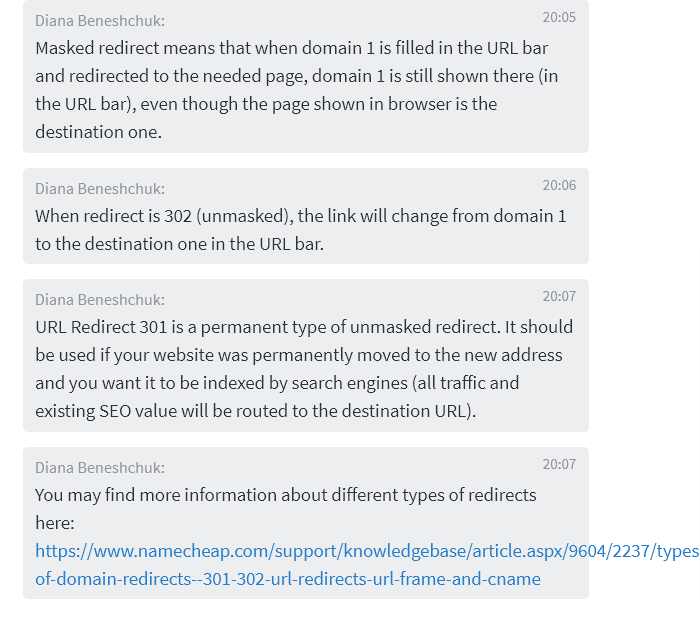 Diana Beneshchuk: 20:05
Masked redirect means that when domain 1 is filled in the URL bar
and redirected to the needed page, domain 1 is still shown there (in
the URL bar), even though the page shown in browser is the
destination one.
Diana Beneshchuk: 20:06
When redirect is 302 (unmasked), the link will change from domain 1
to the destination one in the URL bar.
Diana Beneshchuk: 20:07
URL Redirect 301 is a permanent type of unmasked redirect. It should
be used if your website was permanently moved to the new address
and you want it to be indexed by search engines (all traffic and
existing SEO value will be routed to the destination URL).
Diana Beneshchuk: 20:07
You may find more information about different types of redirects
here:
https://www.namecheap.com/support/knowledgebase/article.aspx/9604/2237/types
of-domain-redirects--301-302-url-redirects-url-frame-and-cname